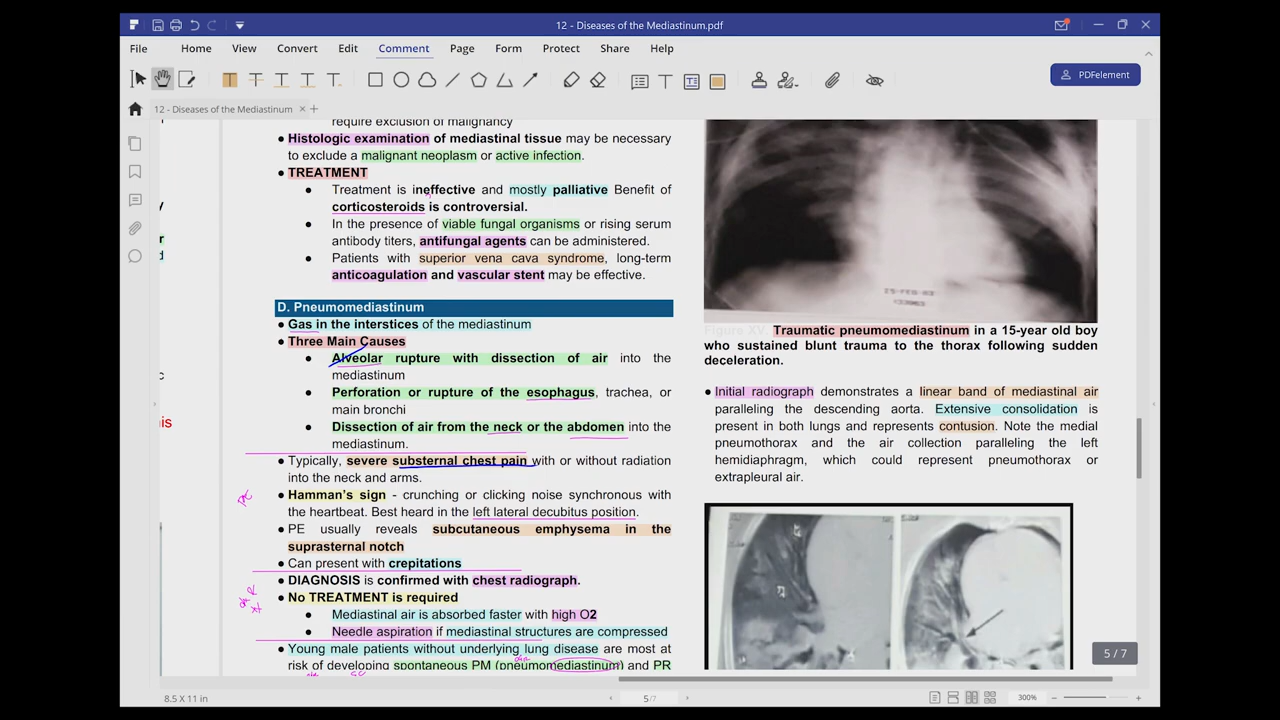 12 - Diseases of the Mediastinum.pdf
File
Home
View
Convert
Edit
Comment
Page
Form
Protect
Share
Help
PDFelement
12 - Diseases of the Mediastinum × +
require exclusion of malignancy
● Histologic examination of mediastinal tissue may be necessary
to exclude a malignant neoplasm or active infection.
● TREATMENT
● Treatment is ineffective and mostly palliative Benefit of
corticosteroids is controversial.
● In the presence of viable fungal organisms or rising serum
antibody titers, antifungal agents can be administered.
● Patients with superior vena cava syndrome, long-term
anticoagulation and vascular stent may be effective.
D. Pneumomediastinum
● Gas in the interstices of the mediastinum
● Three Main Causes
● Alveolar rupture with dissection of air into the
mediastinum
● Perforation or rupture of the esophagus, trachea, or
main bronchi
● Dissection of air from the neck or the abdomen into the
mediastinum.
● Typically, severe substernal chest pain with or without radiation
into the neck and arms.
● Hamman's sign - crunching or clicking noise synchronous with
the heartbeat. Best heard in the left lateral decubitus position.
● PE usually reveals subcutaneous emphysema in the
suprasternal notch
● Can present with crepitations
● DIAGNOSIS is confirmed with chest radiograph.
● No TREATMENT is required
● Mediastinal air is absorbed faster with high O2
● Needle aspiration if mediastinal structures are compressed
● Young male patients without underlying lung disease are most at
risk of developing spontaneous PM (pneumomediastinum) and PR
Figure XV. Traumatic pneumomediastinum in a 15-year old boy
who sustained blunt trauma to the thorax following sudden
deceleration.
● Initial radiograph demonstrates a linear band of mediastinal air
paralleling the descending aorta. Extensive consolidation is
present in both lungs and represents contusion. Note the medial
pneumothorax and the air collection paralleling the left
hemidiaphragm, which could represent pneumothorax or
extrapleural air.
5 / 7
8.5 X 11 in
5 /7
300%